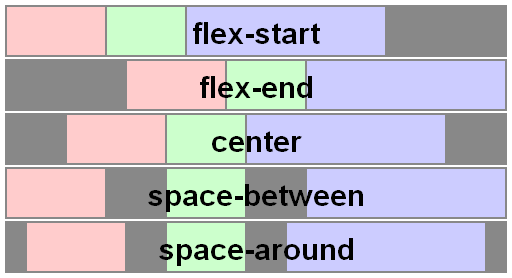 flex-start
flex-end
center
space-between
space-around